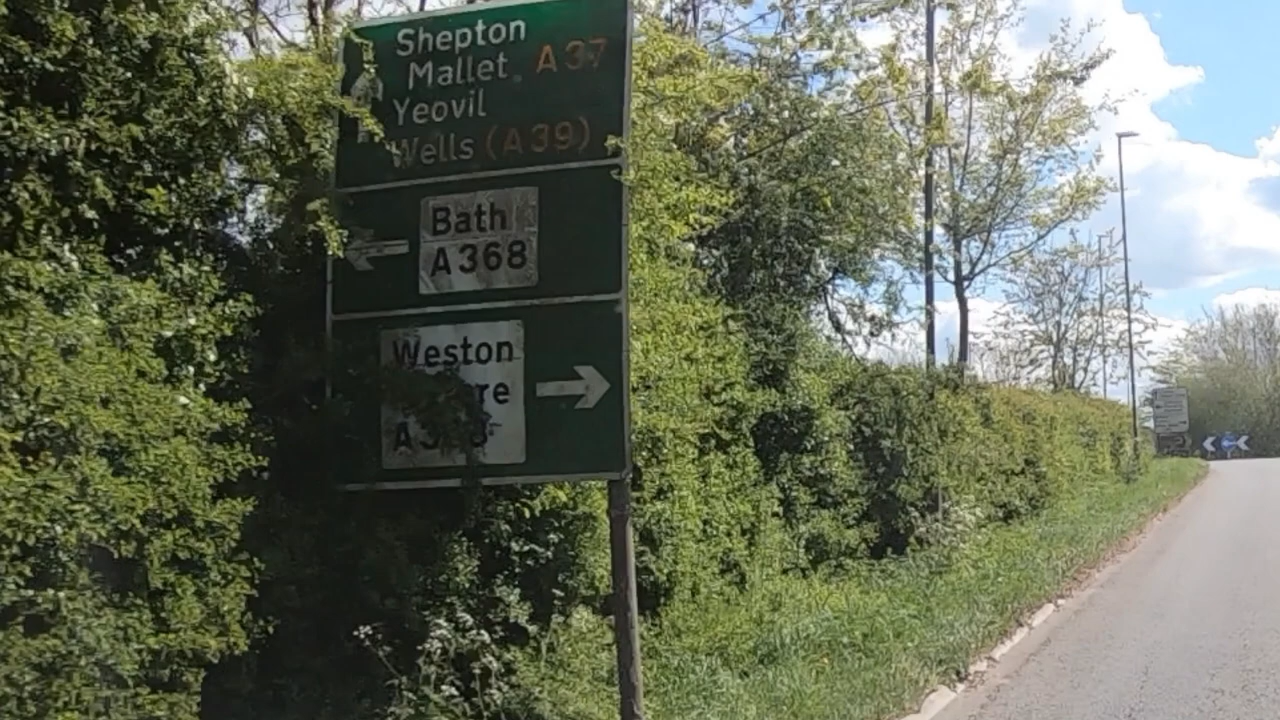 Shepton
Mallet A37
Yeovil
Wells (A39)
Bath
A368
Weston